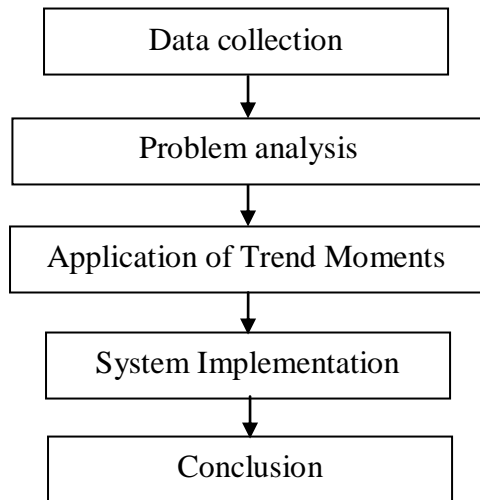 Data collection
Problem analysis
Application of Trend Moments
System Implementation
Conclusion